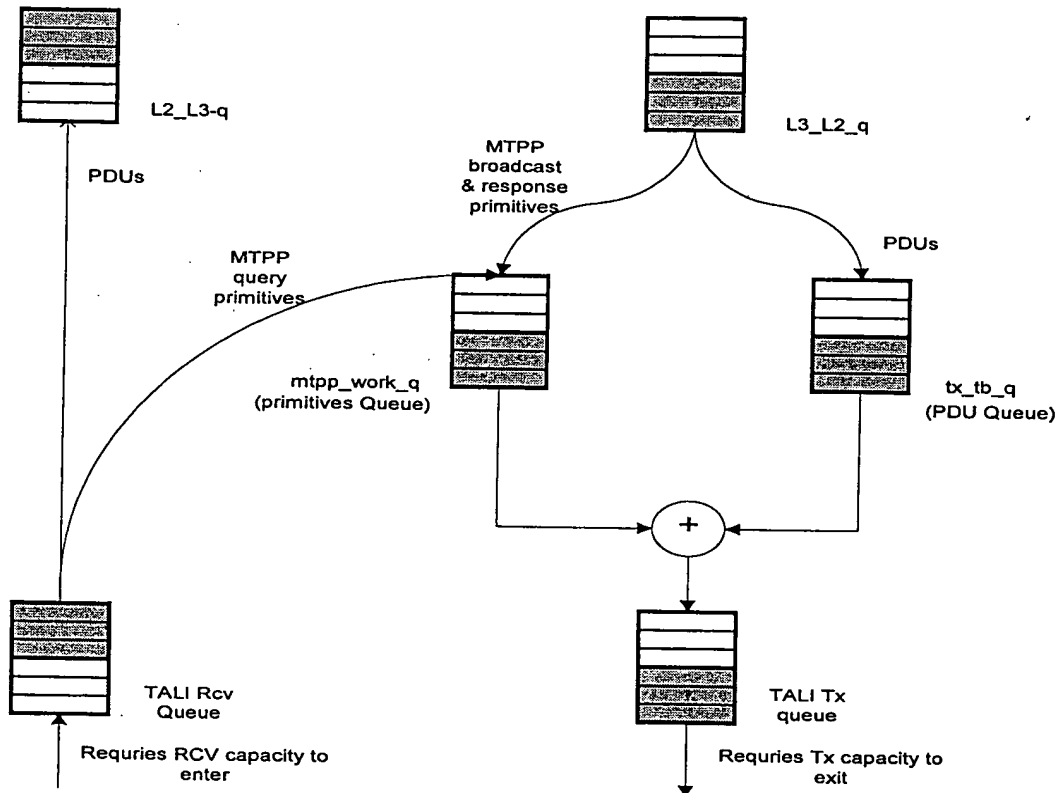 L2_L3-q
L3_L2_q
PDUs
MTPP
broadcast
& response
primitives
PDUs
MTPP
query
primitives
mtpp_work_q
(primitives Queue)
tx_tb_q
(PDU Queue)
+
TALI Rcv
Queue
TALI Tx
queue
Requries RCV capacity to
enter
Requries Tx capacity to
exit